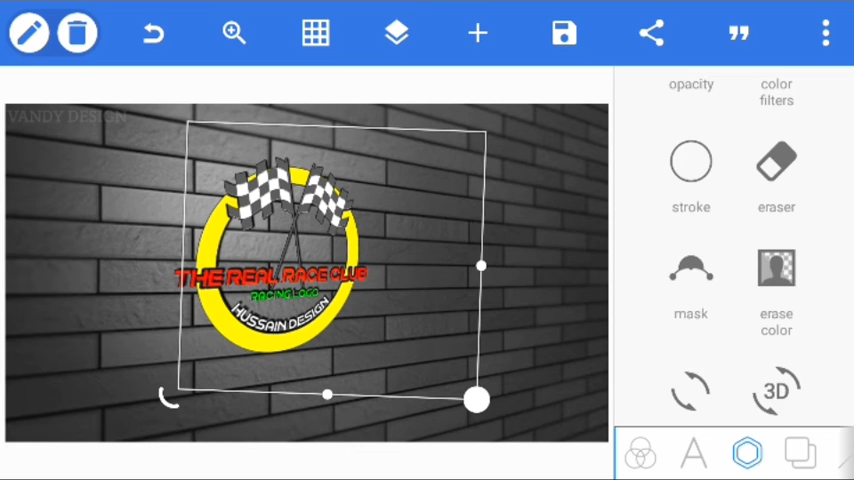 VANDY DESIGN
THE REAL RACE CLUB
RACING LOGO
HUSSAIN DESIGN
opacity
color
filters
stroke
eraser
mask
erase
color
3D